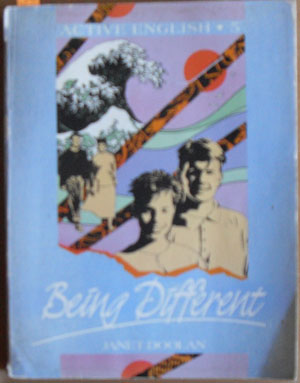 ACTIVE ENGLISH • 5
Being Different
JANET DOOLAN